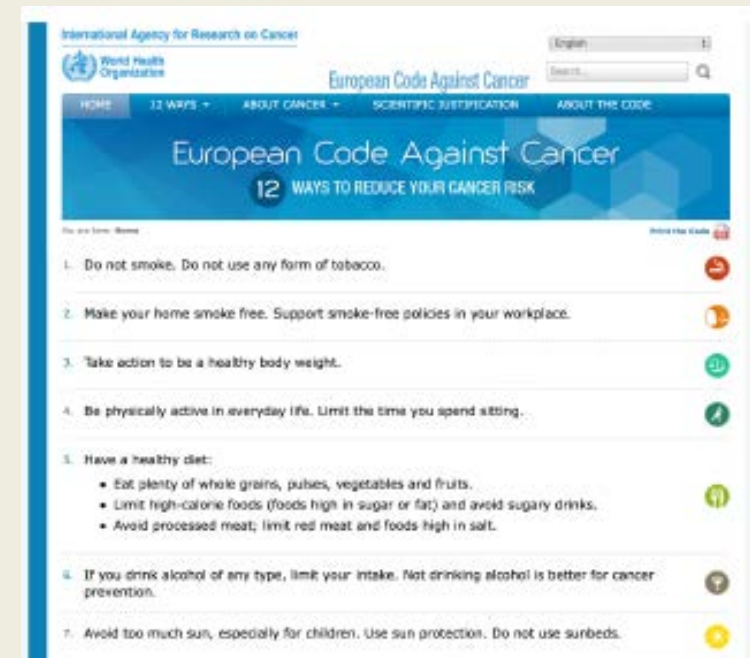 International Agency for Research on Cancer
English
World Health
Organization
European Code Against Cancer
Search...
HOME
12 WAYS
ABOUT CANCER
SCIENTIFIC JUSTIFICATION
ABOUT THE CODE
European Code Against Cancer
12 WAYS TO REDUCE YOUR CANCER RISK
You are here: Home
Print the Code
1. Do not smoke. Do not use any form of tobacco.
2. Make your home smoke free. Support smoke-free policies in your workplace.
3. Take action to be a healthy body weight.
4. Be physically active in everyday life. Limit the time you spend sitting.
5. Have a healthy diet:
• Eat plenty of whole grains, pulses, vegetables and fruits.
• Limit high-calorie foods (foods high in sugar or fat) and avoid sugary drinks.
• Avoid processed meat; limit red meat and foods high in salt.
6. If you drink alcohol of any type, limit your intake. Not drinking alcohol is better for cancer
prevention.
7. Avoid too much sun, especially for children. Use sun protection. Do not use sunbeds.